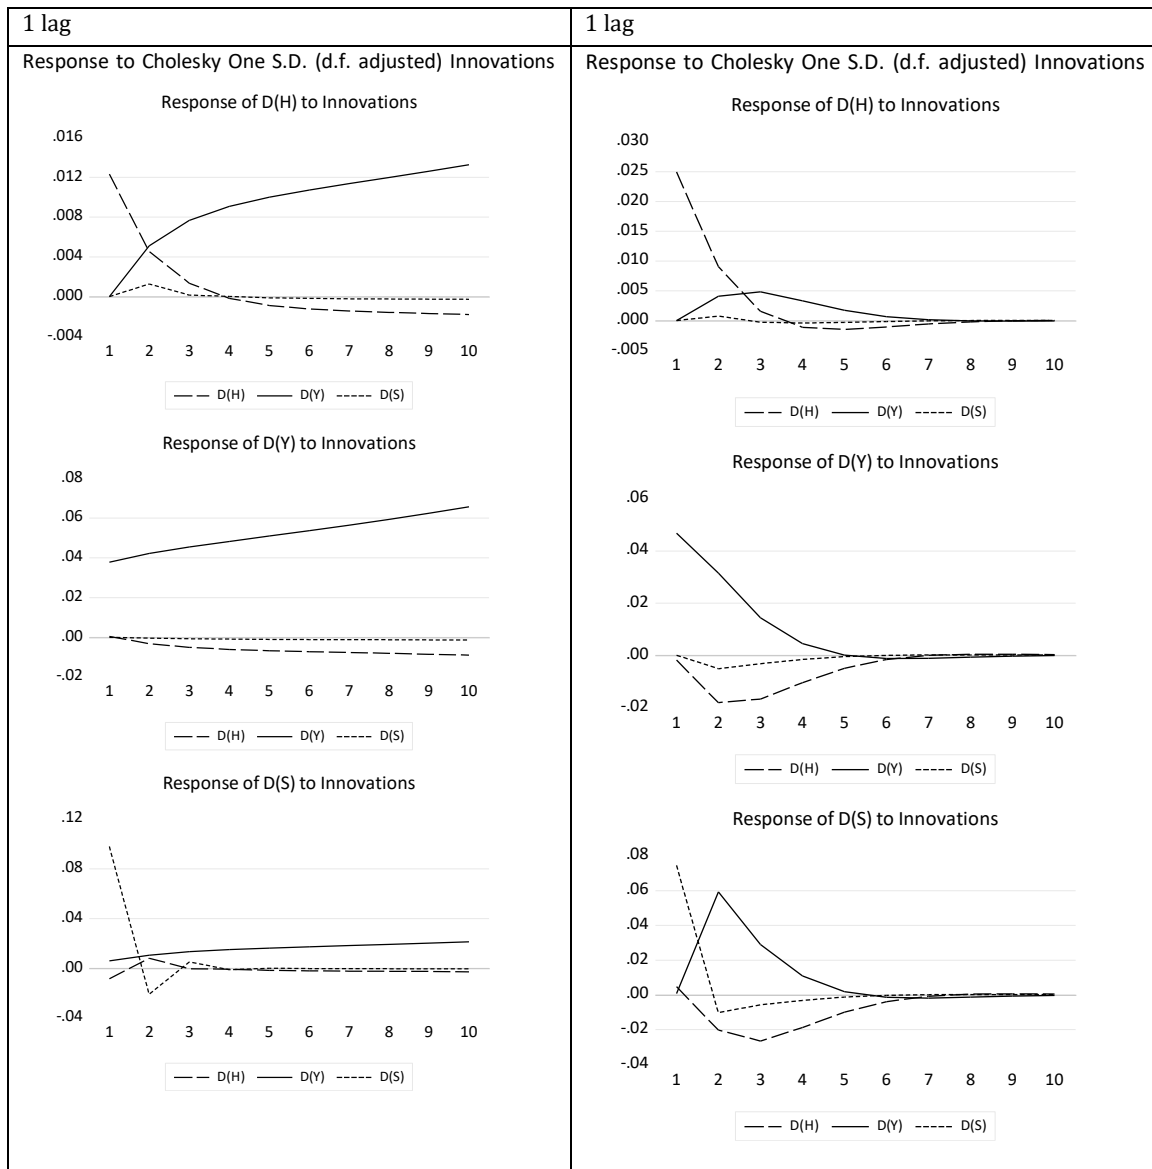 1 lag
Response to Cholesky One S.D. (d.f. adjusted) Innovations
Response of D(H) to Innovations
.016
.012
.008
.004
.000
-.004
1 2 3 4 5 6 7 8 9 10
D(H) D(Y) D(S)
Response of D(Y) to Innovations
.08
.06
.04
.02
.00
-.02
1 2 3 4 5 6 7 8 9 10
D(H) D(Y) D(S)
Response of D(S) to Innovations
.12
.08
.04
.00
-.04
1 2 3 4 5 6 7 8 9 10
D(H) D(Y) D(S)
1 lag
Response to Cholesky One S.D. (d.f. adjusted) Innovations
Response of D(H) to Innovations
.030
.025
.020
.015
.010
.005
.000
-.005
1 2 3 4 5 6 7 8 9 10
D(H) D(Y) D(S)
Response of D(Y) to Innovations
.06
.04
.02
.00
-.02
1 2 3 4 5 6 7 8 9 10
D(H) D(Y) D(S)
Response of D(S) to Innovations
.08
.06
.04
.02
.00
-.02
-.04
1 2 3 4 5 6 7 8 9 10
D(H) D(Y) D(S)